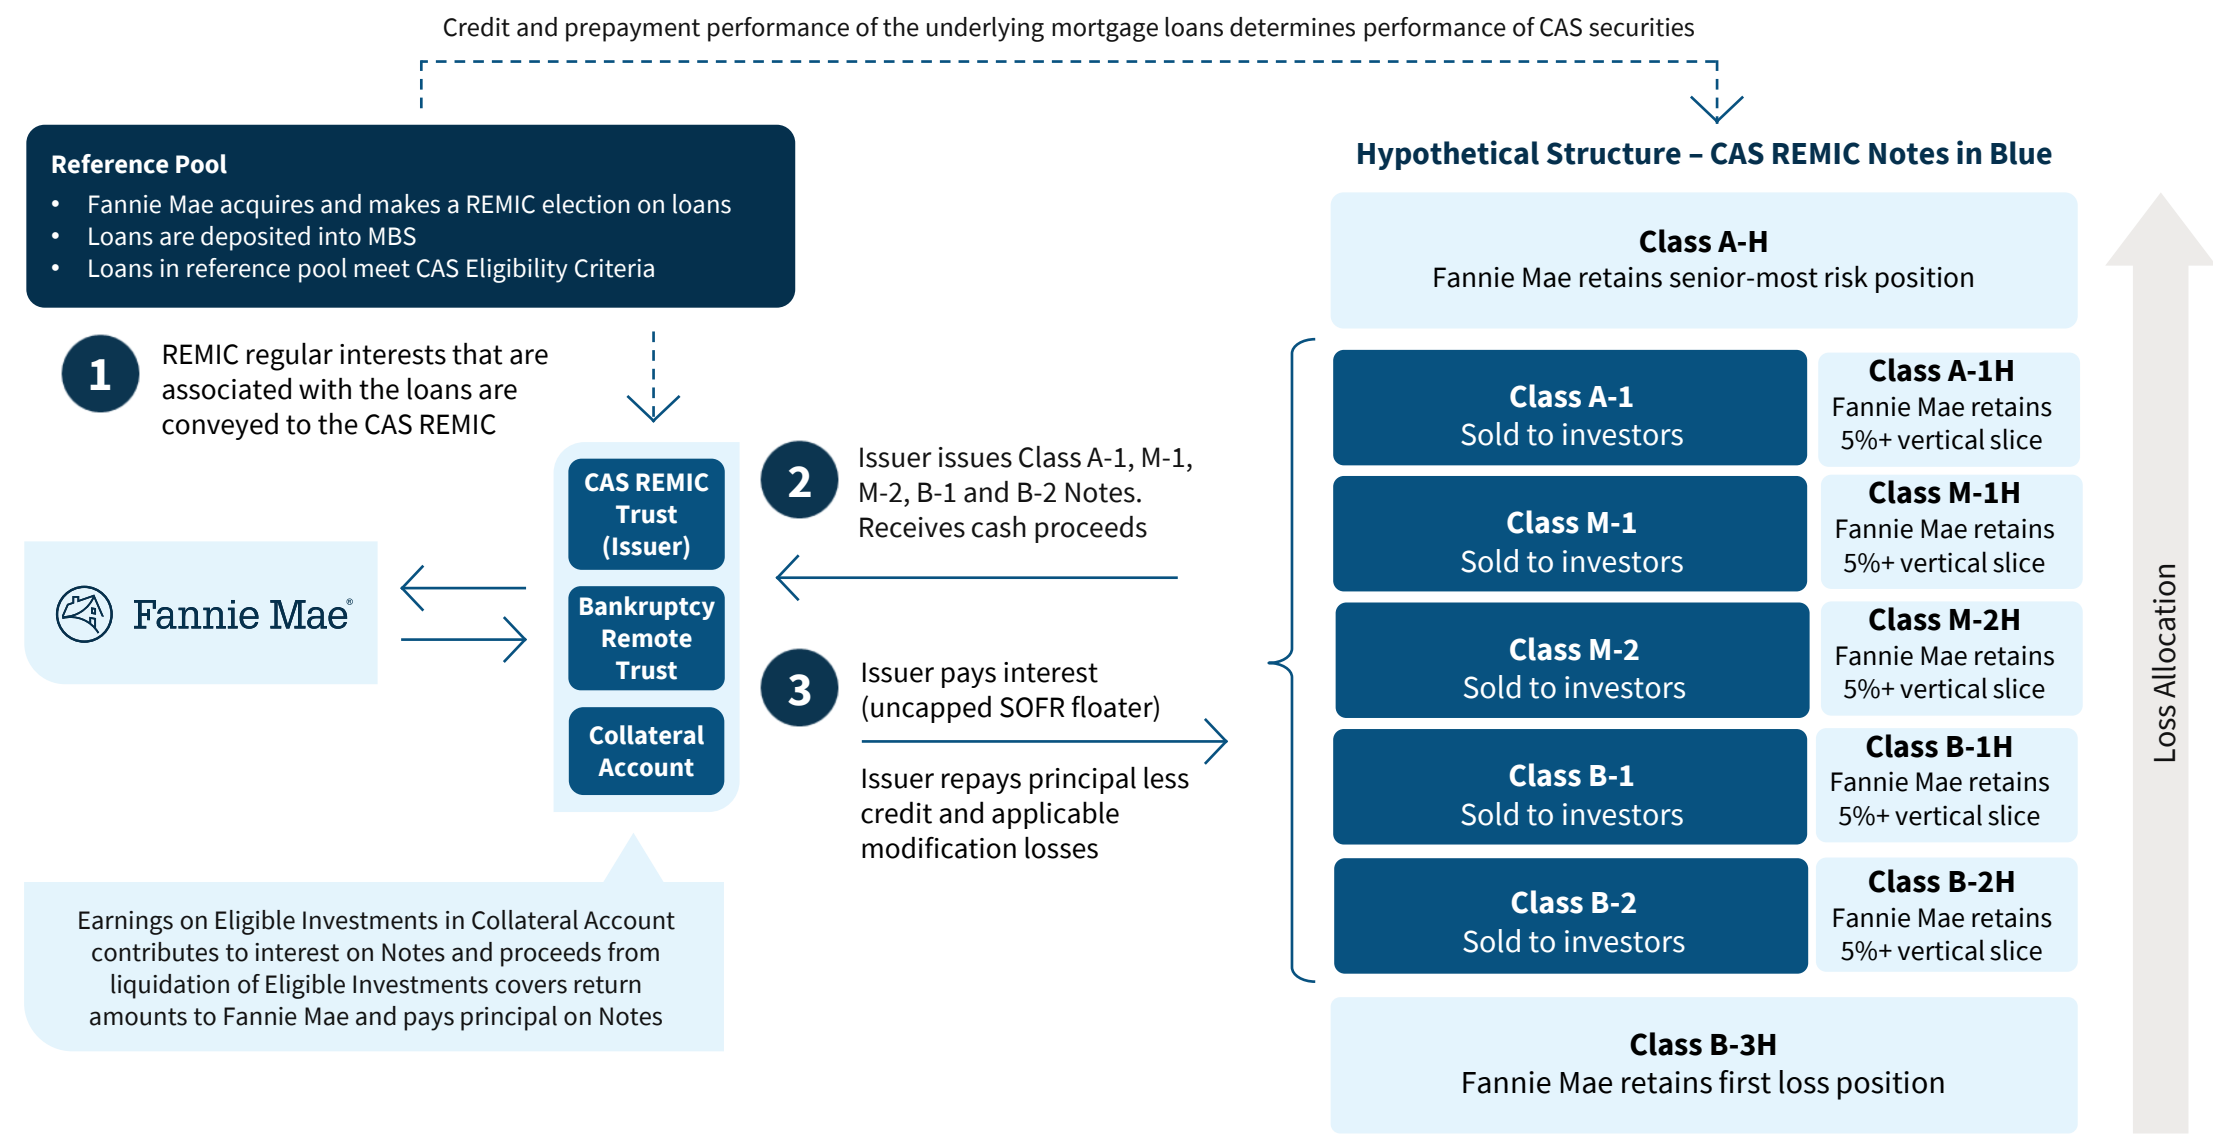 Credit and prepayment performance of the underlying mortgage loans determines performance of CAS securities
Reference Pool
• Fannie Mae acquires and makes a REMIC election on loans
• Loans are deposited into MBS
• Loans in reference pool meet CAS Eligibility Criteria
1
REMIC regular interests that are
associated with the loans are
conveyed to the CAS REMIC
CAS REMIC
Trust
(Issuer)
Bankruptcy
Remote
Trust
Collateral
Account
Fannie Mae®
Earnings on Eligible Investments in Collateral Account
contributes to interest on Notes and proceeds from
liquidation of Eligible Investments covers return
amounts to Fannie Mae and pays principal on Notes
2
Issuer issues Class A-1, M-1,
M-2, B-1 and B-2 Notes.
Receives cash proceeds
3
Issuer pays interest
(uncapped SOFR floater)
Issuer repays principal less
credit and applicable
modification losses
Hypothetical Structure – CAS REMIC Notes in Blue
Class A-H
Fannie Mae retains senior-most risk position
Class A-1
Sold to investors
Class A-1H
Fannie Mae retains
5%+ vertical slice
Class M-1
Sold to investors
Class M-1H
Fannie Mae retains
5%+ vertical slice
Class M-2
Sold to investors
Class M-2H
Fannie Mae retains
5%+ vertical slice
Class B-1
Sold to investors
Class B-1H
Fannie Mae retains
5%+ vertical slice
Class B-2
Sold to investors
Class B-2H
Fannie Mae retains
5%+ vertical slice
Class B-3H
Fannie Mae retains first loss position
Loss Allocation